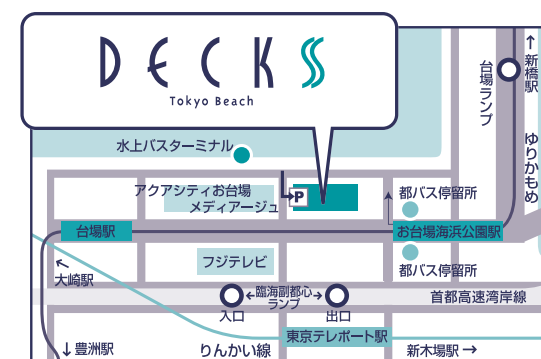 DECKS
Tokyo Beach
↑新橋駅
台場ランプ
ゆりかもめ
水上バスターミナル
アクアシティお台場
メディアージュ
P
都バス停留所
台場駅
お台場海浜公園駅
フジテレビ
都バス停留所
↖大崎駅
←臨海副都心→
ランプ
入口
出口
首都高速湾岸線
東京テレポート駅
↓豊洲駅
りんかい線
新木場駅→